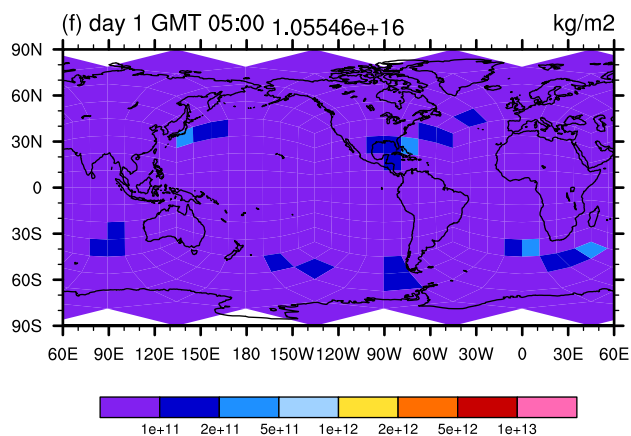 (f) day 1 GMT 05:00 1.05546e+16 kg/m2
90N
60N
30N
0
30S
60S
90S
60E 90E 120E 150E 180 150W 120W 90W 60W 30W 0 30E 60E
1e+11 2e+11 5e+11 1e+12 2e+12 5e+12 1e+13